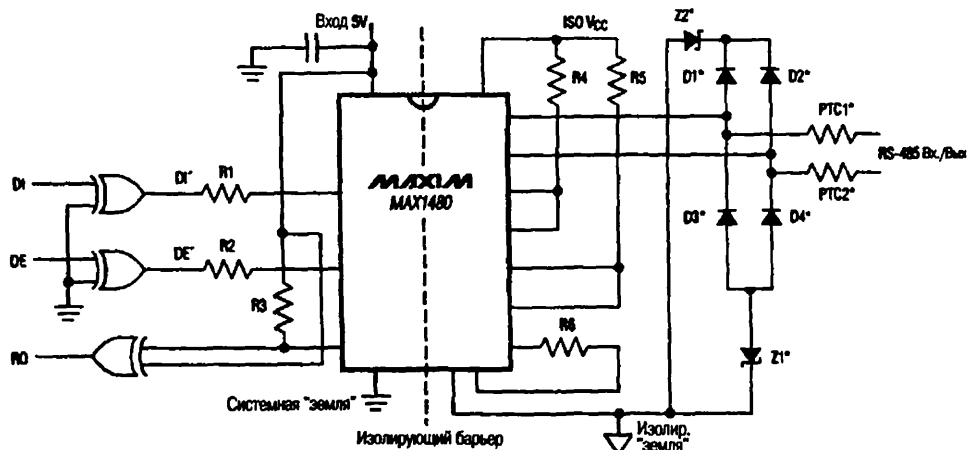 Вход 5V
ISO VCC
Z2*
R4
R5
D1*
D2*
PTC1*
RS-485 Вх./Вых
PTC2*
MAXIM
MAX1480
DI
DI'
R1
D3*
D4*
DE
DE'
R2
R3
R6
RO
Z1*
Системная "земля"
Изолирующий барьер
Изолир.
"земля"